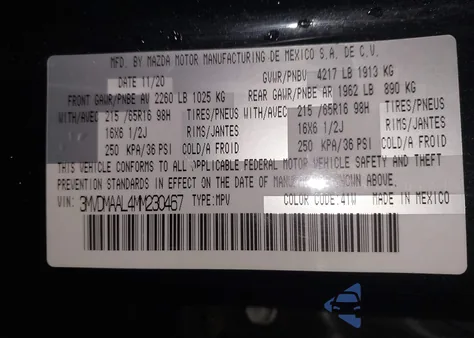 MFD. BY MAZDA MOTOR MANUFACTURING DE MEXICO S.A. DE C.V.
DATE 11/20 GVWR/PNBV 4217 LB 1913 KG
FRONT GAWR/PNBE AV 2260 LB 1025 KG REAR GAWR/PNBE AR 1962 LB 890 KG
WITH/AVEC 215 /65R16 98H TIRES/PNEUS WITH/AVEC 215 /65R16 98H TIRES/PNEUS
16X6 1/2J RIMS/JANTES 16X6 1/2J RIMS/JANTES
250 KPA/36 PSI COLD/A FROID 250 KPA/36 PSI COLD/A FROID
THIS VEHICLE CONFORMS TO ALL APPLICABLE FEDERAL MOTOR VEHICLE SAFETY AND THEFT
PREVENTION STANDARDS IN EFFECT ON THE DATE OF MANUFACTURE SHOWN ABOVE.
VIN: 3MVDMAAL4MM230467 TYPE:MPV COLOR CODE:41W MADE IN MEXICO